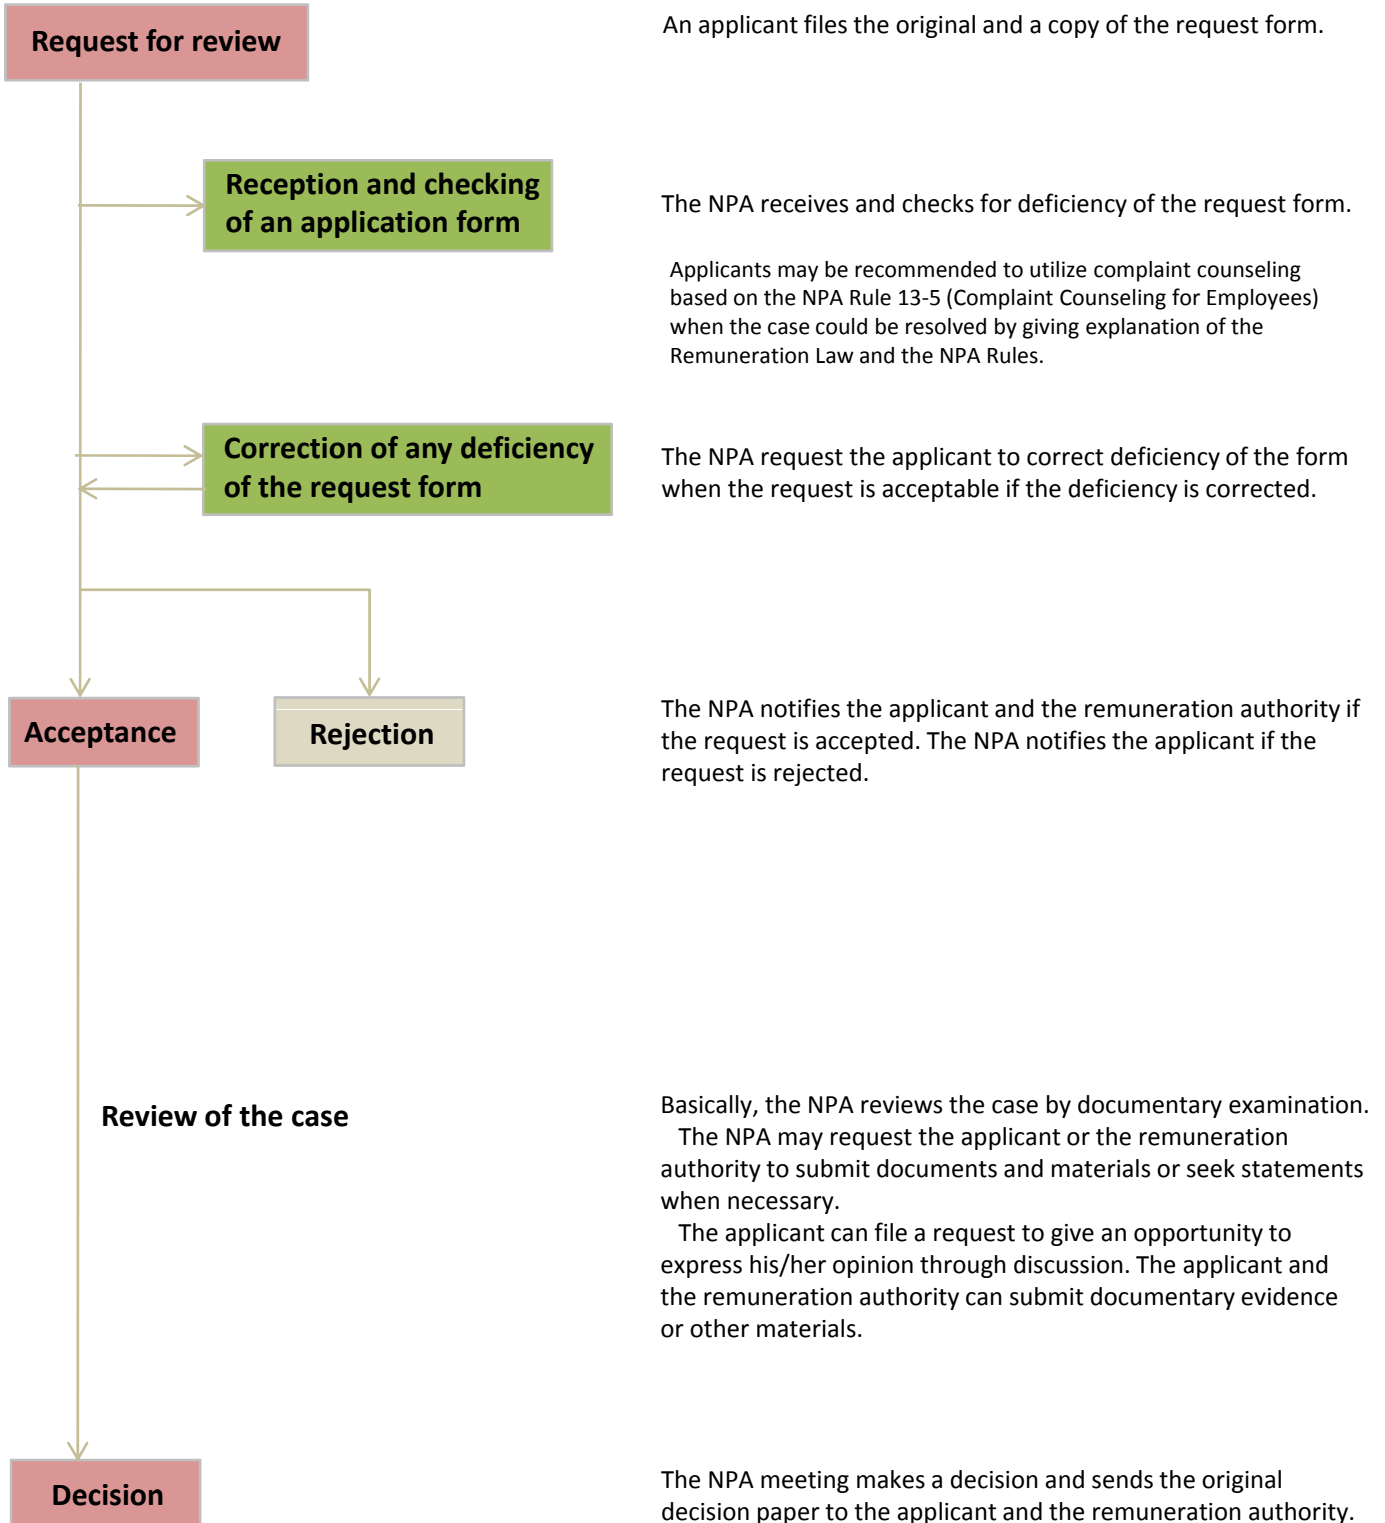 Request for review
An applicant files the original and a copy of the request form.
Reception and checking
of an application form
The NPA receives and checks for deficiency of the request form.
Applicants may be recommended to utilize complaint counseling
based on the NPA Rule 13-5 (Complaint Counseling for Employees)
when the case could be resolved by giving explanation of the
Remuneration Law and the NPA Rules.
Correction of any deficiency
of the request form
The NPA request the applicant to correct deficiency of the form
when the request is acceptable if the deficiency is corrected.
Acceptance
Rejection
The NPA notifies the applicant and the remuneration authority if
the request is accepted. The NPA notifies the applicant if the
request is rejected.
Review of the case
Basically, the NPA reviews the case by documentary examination.
The NPA may request the applicant or the remuneration
authority to submit documents and materials or seek statements
when necessary.
The applicant can file a request to give an opportunity to
express his/her opinion through discussion. The applicant and
the remuneration authority can submit documentary evidence
or other materials.
Decision
The NPA meeting makes a decision and sends the original
decision paper to the applicant and the remuneration authority.